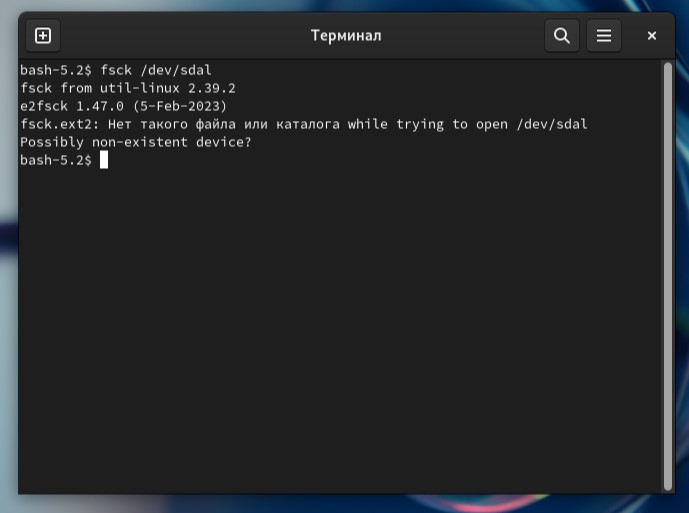 Терминал
bash-5.2$ fsck /dev/sdal
fsck from util-linux 2.39.2
e2fsck 1.47.0 (5-Feb-2023)
fsck.ext2: Нет такого файла или каталога while trying to open /dev/sdal
Possibly non-existent device?
bash-5.2$